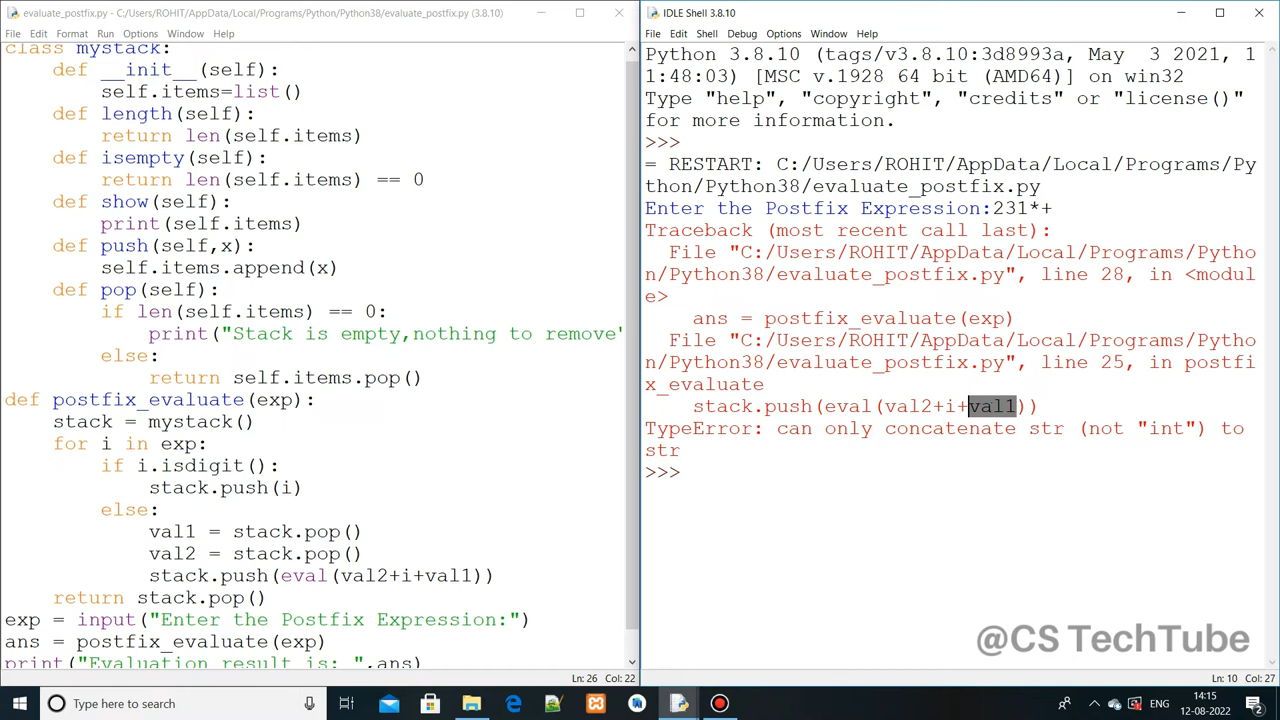 evaluate_postfix.py - C:/Users/ROHIT/AppData/Local/Programs/Python/Python38/evaluate_postfix.py (3.8.10)
File Edit Format Run Options Window Help
class mystack:
    def __init__(self):
        self.items=list()
    def length(self):
        return len(self.items)
    def isempty(self):
        return len(self.items) == 0
    def show(self):
        print(self.items)
    def push(self,x):
        self.items.append(x)
    def pop(self):
        if len(self.items) == 0:
            print("Stack is empty,nothing to remove"
        else:
            return self.items.pop()
def postfix_evaluate(exp):
    stack = mystack()
    for i in exp:
        if i.isdigit():
            stack.push(i)
        else:
            val1 = stack.pop()
            val2 = stack.pop()
            stack.push(eval(val2+i+val1))
    return stack.pop()
exp = input("Enter the Postfix Expression:")
ans = postfix_evaluate(exp)
print("Evaluation result is: ",ans)
Ln: 26 Col: 22
IDLE Shell 3.8.10
File Edit Shell Debug Options Window Help
Python 3.8.10 (tags/v3.8.10:3d8993a, May  3 2021, 1
1:48:03) [MSC v.1928 64 bit (AMD64)] on win32
Type "help", "copyright", "credits" or "license()"
for more information.
>>>
= RESTART: C:/Users/ROHIT/AppData/Local/Programs/Py
thon/Python38/evaluate_postfix.py
Enter the Postfix Expression:231*+
Traceback (most recent call last):
  File "C:/Users/ROHIT/AppData/Local/Programs/Pytho
n/Python38/evaluate_postfix.py", line 28, in <modul
e>
    ans = postfix_evaluate(exp)
  File "C:/Users/ROHIT/AppData/Local/Programs/Pytho
n/Python38/evaluate_postfix.py", line 25, in postfi
x_evaluate
    stack.push(eval(val2+i+val1))
TypeError: can only concatenate str (not "int") to
str
>>>
@CS TechTube
Ln: 10 Col: 27
Type here to search
ENG
14:15
12-08-2022
2